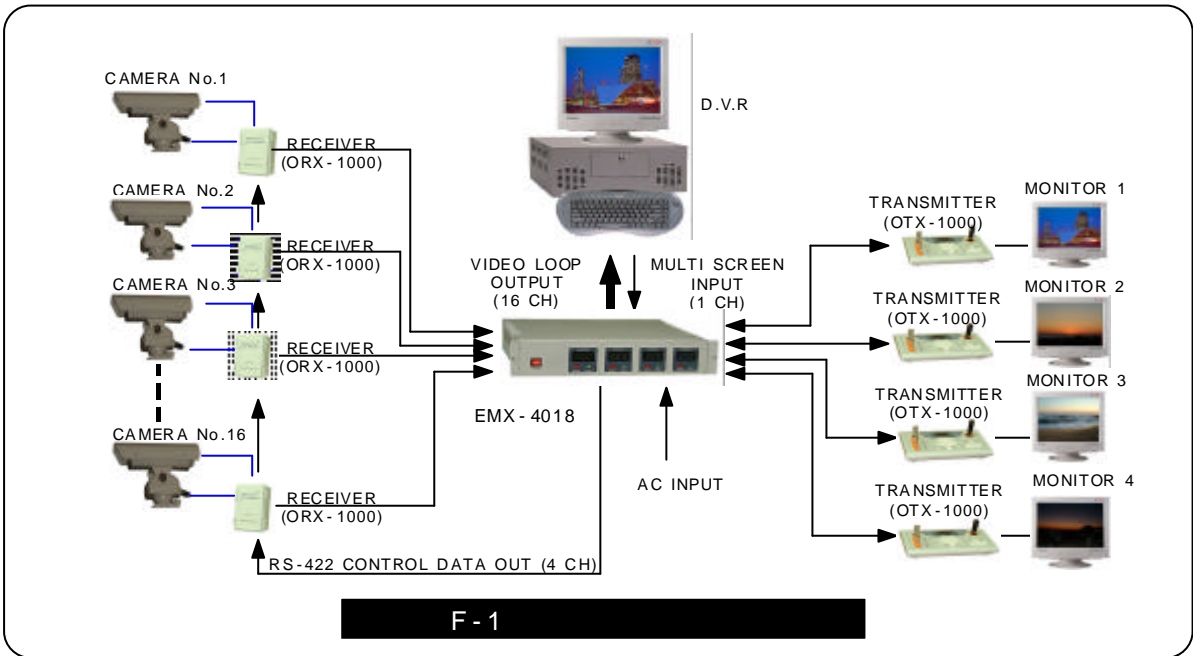 CAMERA No.1
RECEIVER
(ORX-1000)
CAMERA No.2
RECEIVER
(ORX-1000)
CAMERA No.3
RECEIVER
(ORX-1000)
CAMERA No.16
RECEIVER
(ORX-1000)
RS-422 CONTROL DATA OUT (4 CH)
D.V.R
VIDEO LOOP
OUTPUT
(16 CH)
MULTI SCREEN
INPUT
(1 CH)
EMX-4018
AC INPUT
TRANSMITTER
(OTX-1000)
MONITOR 1
TRANSMITTER
(OTX-1000)
MONITOR 2
TRANSMITTER
(OTX-1000)
MONITOR 3
TRANSMITTER
(OTX-1000)
MONITOR 4
F-1